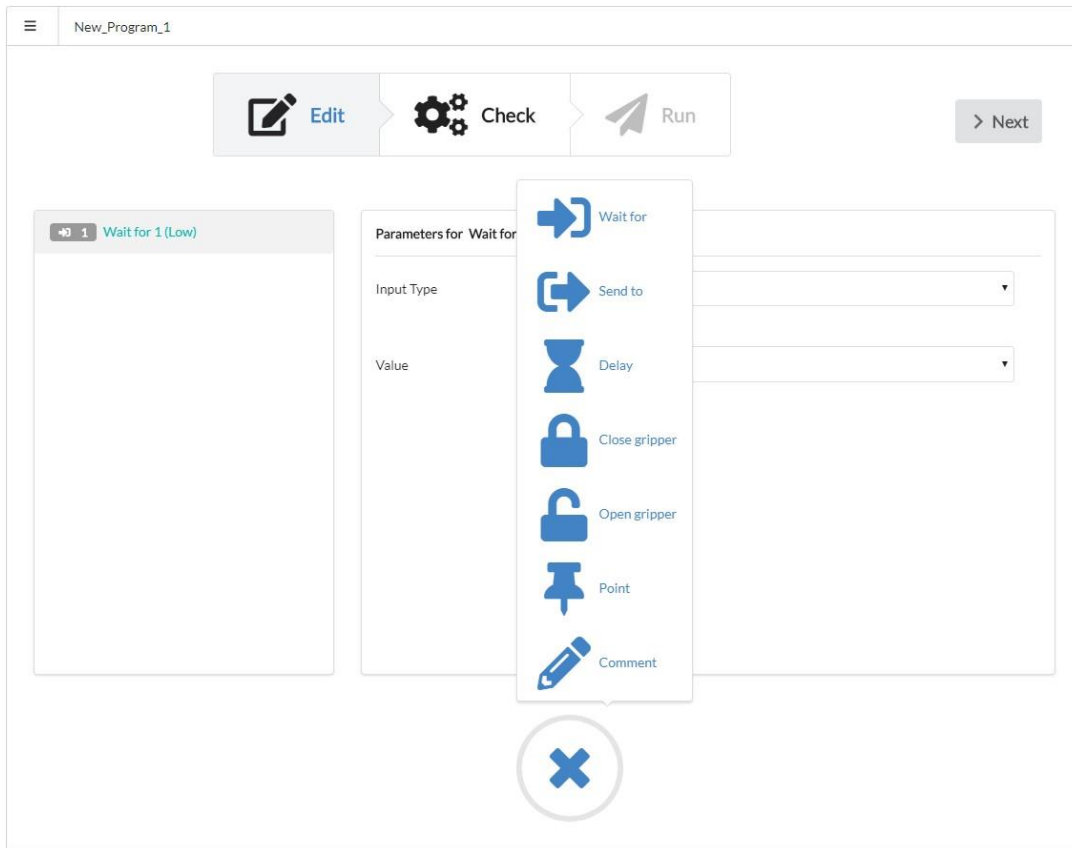 New_Program_1
Edit
Check
Run
Next
1 Wait for 1 (Low)
Parameters for Wait for
Input Type
Value
Wait for
Send to
Delay
Close gripper
Open gripper
Point
Comment